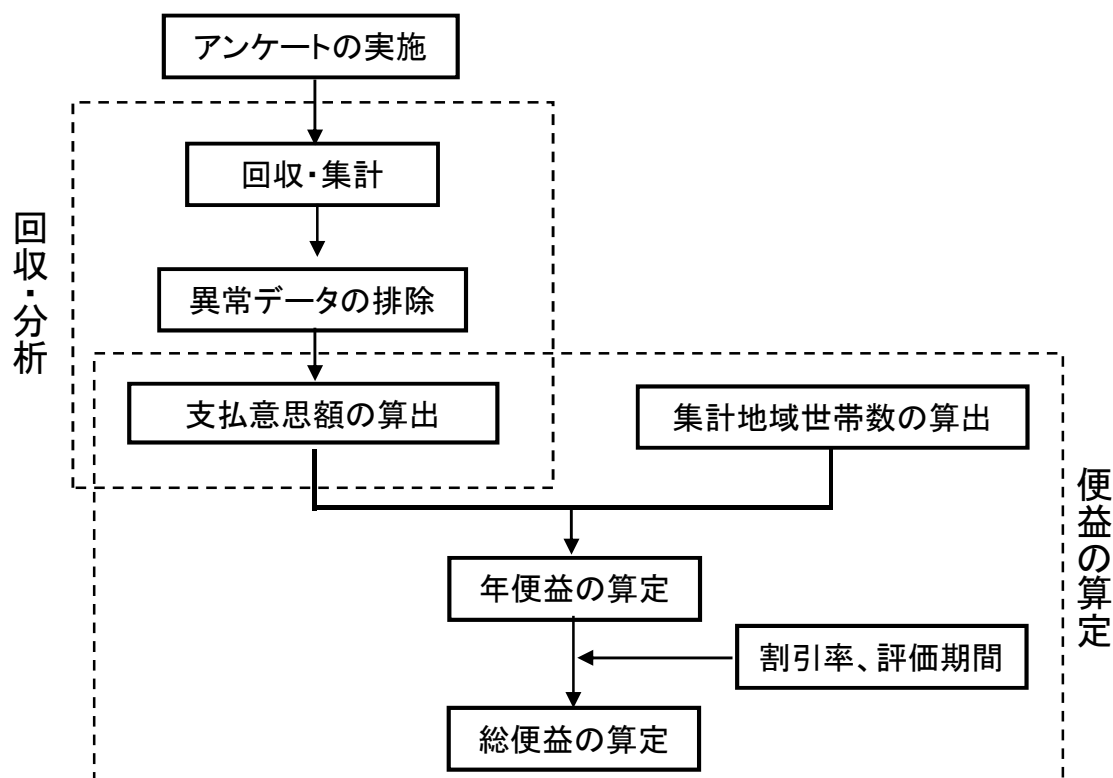 アンケートの実施
回収・集計
回収・分析
異常データの排除
支払意思額の算出
集計地域世帯数の算出
便益の算定
年便益の算定
割引率、評価期間
総便益の算定